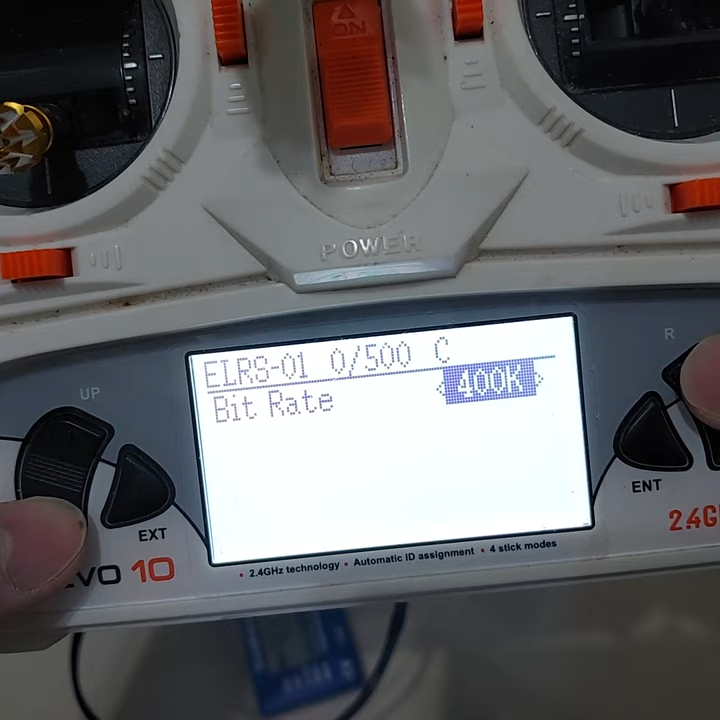 ON
POWER
R
UP
ELRS-01 0/500 C
Bit Rate 400K
EXT
ENT
VO 10
2.4G
• 2.4GHz technology • Automatic ID assignment • 4 stick modes